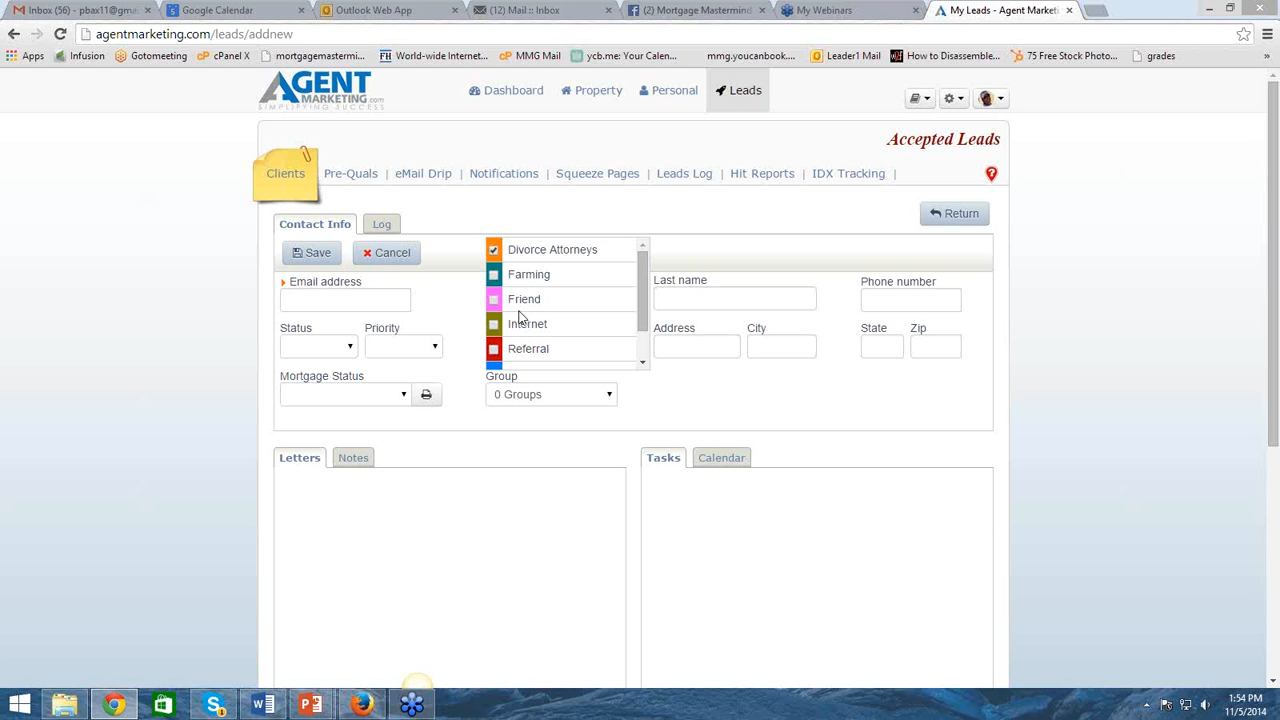 Inbox (56) - pbax11@gma
Google Calendar
Outlook Web App
(12) Mail :: Inbox
(2) Mortgage Mastermind
My Webinars
My Leads - Agent Marketi
agentmarketing.com/leads/addnew
Apps
Infusion
Gotomeeting
cPanel X
mortgagemastermi...
World-wide Internet...
MMG Mail
ycb.me: Your Calen...
mmg.youcanbook....
Leader1 Mail
How to Disassemble...
75 Free Stock Photo...
grades
»
AGENT
MARKETING.com
SIMPLIFYING SUCCESS
Dashboard
Property
Personal
Leads
Accepted Leads
Clients
Pre-Quals | eMail Drip | Notifications | Squeeze Pages | Leads Log | Hit Reports | IDX Tracking |
Contact Info
Log
Return
Save
Cancel
Divorce Attorneys
Farming
Friend
Internet
Referral
Email address
Last name
Phone number
Status
Priority
Address
City
State
Zip
Mortgage Status
Group
0 Groups
Letters
Notes
Tasks
Calendar
1:54 PM
11/5/2014